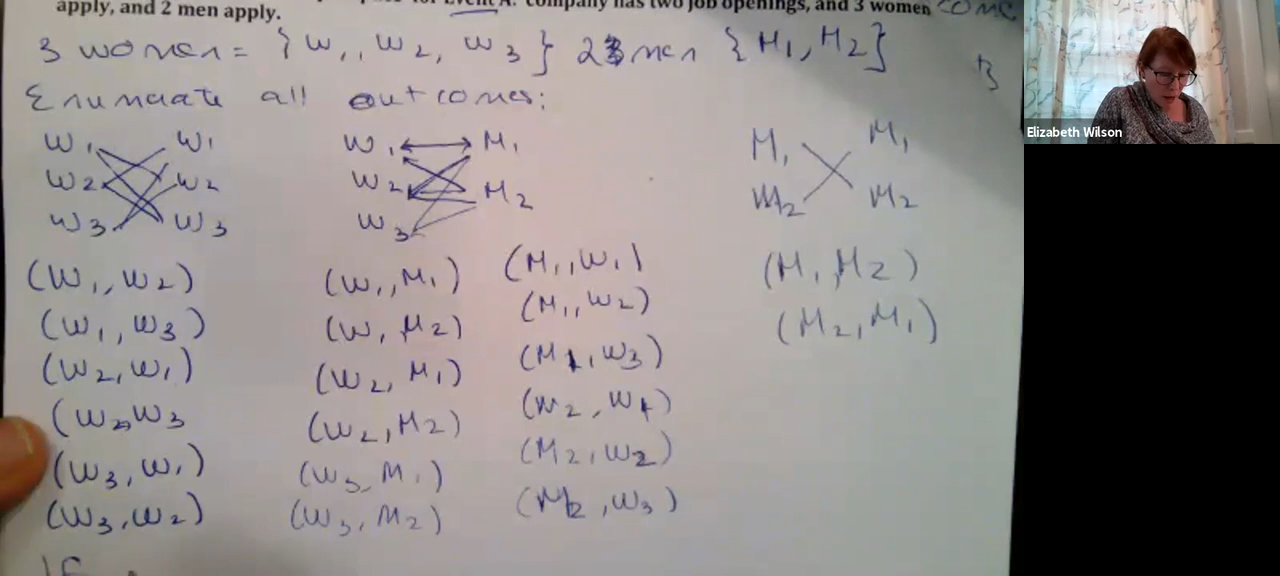 apply, and 2 men apply. for Event A. company has two job openings, and 3 women come
3 women = { W1, W2, W3 } 2 men { M1, M2 }
Enumerate all outcomes:
W1 W1 W1 M1 M1 M1
W2 W2 W2 M2 M2 M2
W3 W3 W3
(W1, W2) (W1, M1) (M1, W1) (M1, M2)
(W1, W3) (W1 M2) (M1, W2) (M2, M1)
(W2, W1) (W2, M1) (M1, W3)
(W2, W3 (W2, M2) (M2, W1)
(W3, W1) (W3, M1) (M2, W2)
(W3, W2) (W3, M2) (M2, W3)
If
Elizabeth Wilson